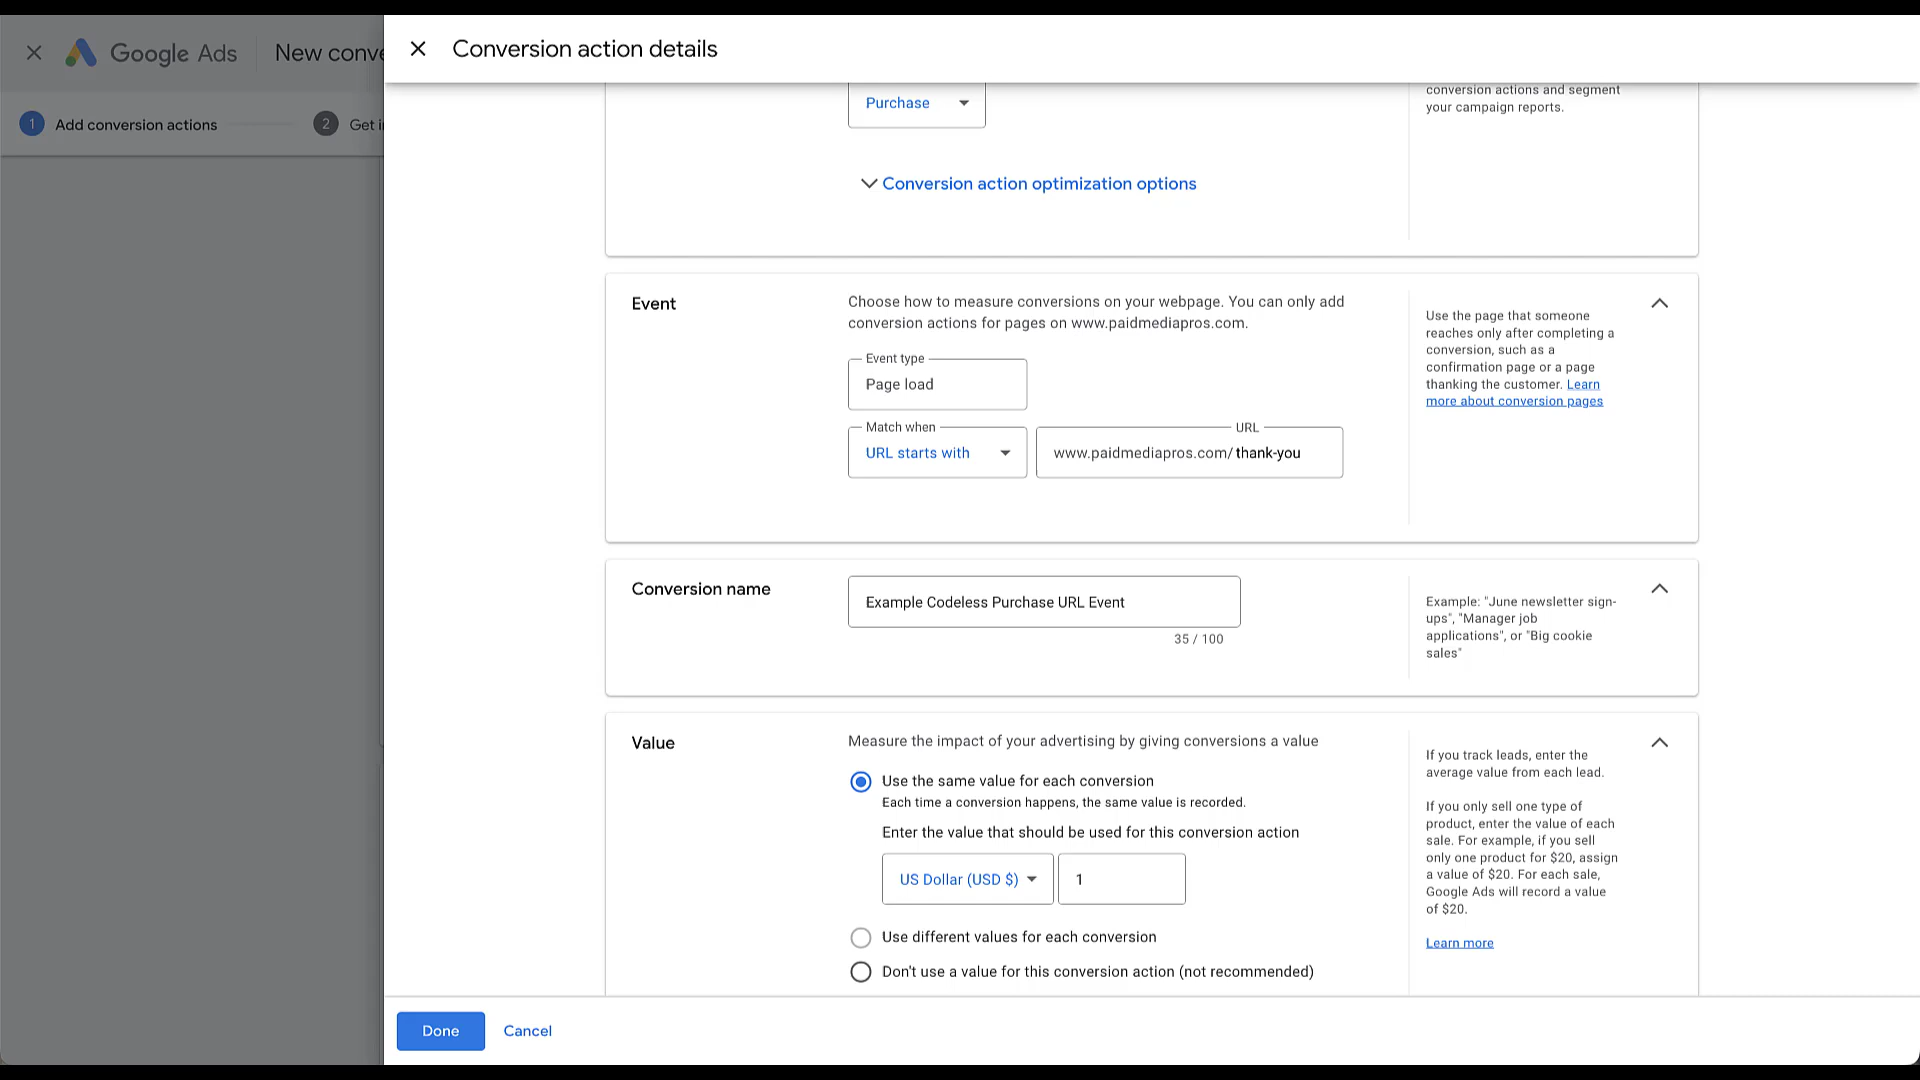 Google Ads
New conve
Conversion action details
1 Add conversion actions
2 Get i
Purchase
conversion actions and segment
your campaign reports.
Conversion action optimization options
Event
Choose how to measure conversions on your webpage. You can only add
conversion actions for pages on www.paidmediapros.com.
Event type
Page load
Match when
URL starts with
URL
www.paidmediapros.com/thank-you
Use the page that someone
reaches only after completing a
conversion, such as a
confirmation page or a page
thanking the customer. Learn
more about conversion pages
Conversion name
Example Codeless Purchase URL Event
35 / 100
Example: "June newsletter sign-
ups", "Manager job
applications", or "Big cookie
sales"
Value
Measure the impact of your advertising by giving conversions a value
Use the same value for each conversion
Each time a conversion happens, the same value is recorded.
Enter the value that should be used for this conversion action
US Dollar (USD $)
1
Use different values for each conversion
Don't use a value for this conversion action (not recommended)
If you track leads, enter the
average value from each lead.
If you only sell one type of
product, enter the value of each
sale. For example, if you sell
only one product for $20, assign
a value of $20. For each sale,
Google Ads will record a value
of $20.
Learn more
Done
Cancel